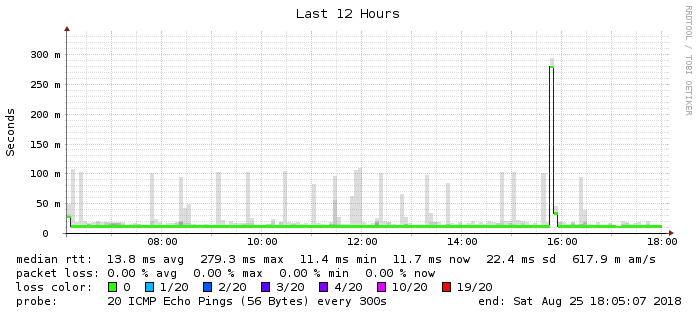 Last 12 Hours
RRDTOOL / TOBI OETIKER
Seconds
300 m
250 m
200 m
150 m
100 m
50 m
0
08:00 10:00 12:00 14:00 16:00 18:00
median rtt: 13.8 ms avg 279.3 ms max 11.4 ms min 11.7 ms now 22.4 ms sd 617.9 m am/s
packet loss: 0.00 % avg 0.00 % max 0.00 % min 0.00 % now
loss color: 0 1/20 2/20 3/20 4/20 10/20 19/20
probe: 20 ICMP Echo Pings (56 Bytes) every 300s end: Sat Aug 25 18:05:07 2018